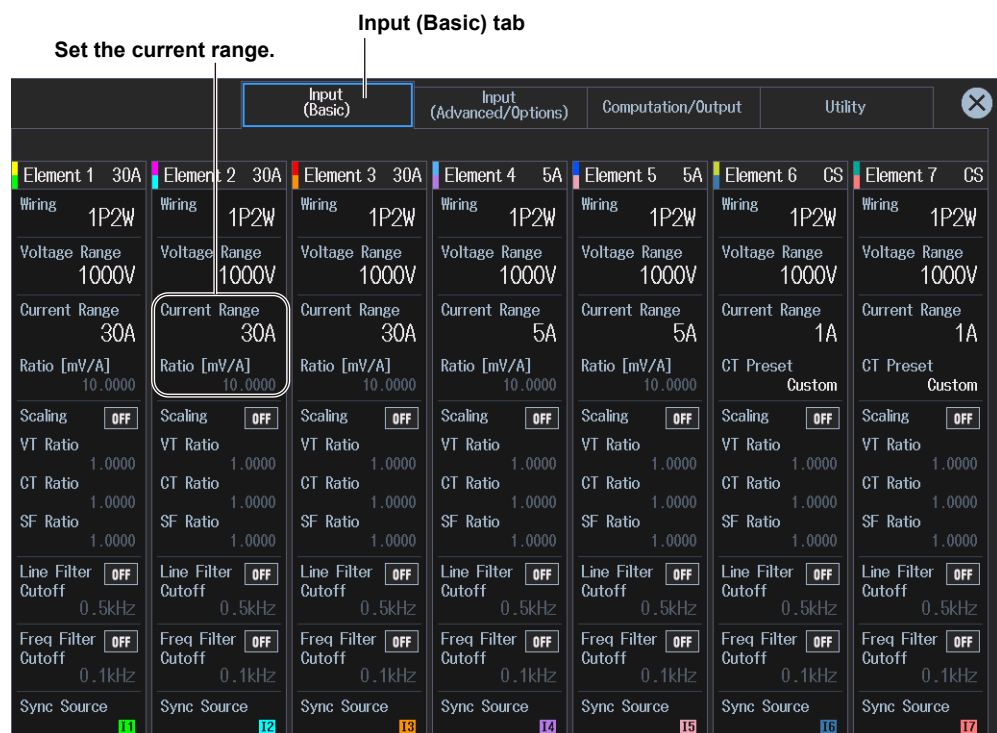 Input (Basic) tab
Set the current range.
Input (Basic) Input (Advanced/Options) Computation/Output Utility
Element 1 30A Element 2 30A Element 3 30A Element 4 5A Element 5 5A Element 6 CS Element 7 CS
Wiring Wiring Wiring Wiring Wiring Wiring Wiring
1P2W 1P2W 1P2W 1P2W 1P2W 1P2W 1P2W
Voltage Range Voltage Range Voltage Range Voltage Range Voltage Range Voltage Range Voltage Range
1000V 1000V 1000V 1000V 1000V 1000V 1000V
Current Range Current Range Current Range Current Range Current Range Current Range Current Range
30A 30A 30A 5A 5A 1A 1A
Ratio [mV/A] Ratio [mV/A] Ratio [mV/A] Ratio [mV/A] Ratio [mV/A] CT Preset CT Preset
10.0000 10.0000 10.0000 10.0000 10.0000 Custom Custom
Scaling OFF Scaling OFF Scaling OFF Scaling OFF Scaling OFF Scaling OFF Scaling OFF
VT Ratio VT Ratio VT Ratio VT Ratio VT Ratio VT Ratio VT Ratio
1.0000 1.0000 1.0000 1.0000 1.0000 1.0000 1.0000
CT Ratio CT Ratio CT Ratio CT Ratio CT Ratio CT Ratio CT Ratio
1.0000 1.0000 1.0000 1.0000 1.0000 1.0000 1.0000
SF Ratio SF Ratio SF Ratio SF Ratio SF Ratio SF Ratio SF Ratio
1.0000 1.0000 1.0000 1.0000 1.0000 1.0000 1.0000
Line Filter OFF Line Filter OFF Line Filter OFF Line Filter OFF Line Filter OFF Line Filter OFF Line Filter OFF
Cutoff Cutoff Cutoff Cutoff Cutoff Cutoff Cutoff
0.5kHz 0.5kHz 0.5kHz 0.5kHz 0.5kHz 0.5kHz 0.5kHz
Freq Filter OFF Freq Filter OFF Freq Filter OFF Freq Filter OFF Freq Filter OFF Freq Filter OFF Freq Filter OFF
Cutoff Cutoff Cutoff Cutoff Cutoff Cutoff Cutoff
0.1kHz 0.1kHz 0.1kHz 0.1kHz 0.1kHz 0.1kHz 0.1kHz
Sync Source Sync Source Sync Source Sync Source Sync Source Sync Source Sync Source
I1 I2 I3 I4 I5 I6 I7